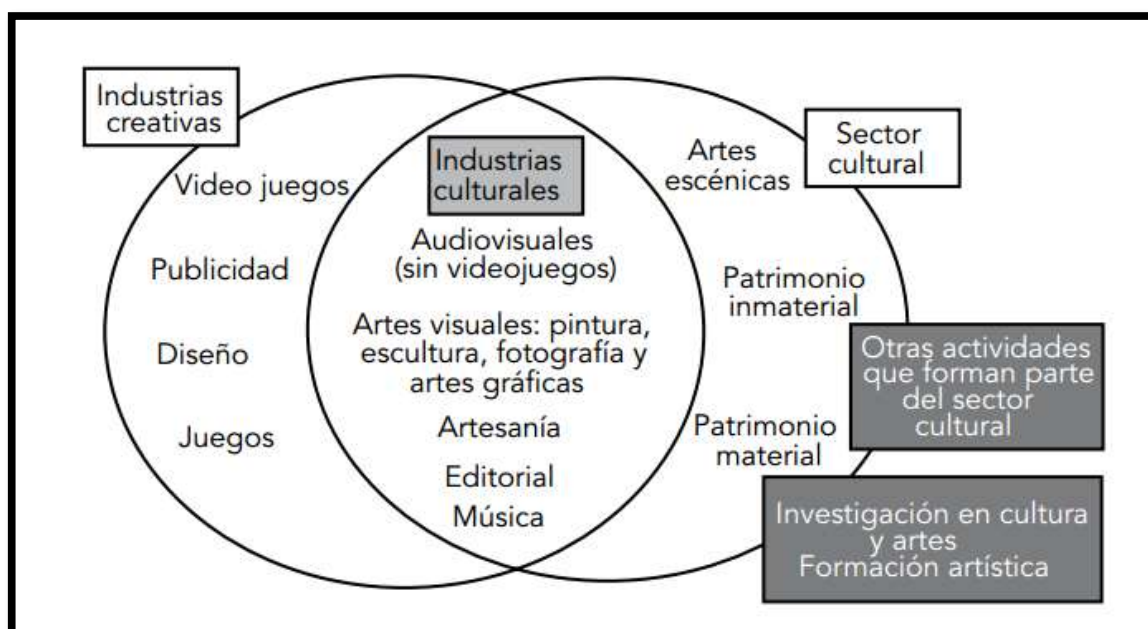 Industrias
creativas
Video juegos
Publicidad
Diseño
Juegos
Industrias
culturales
Audiovisuales
(sin videojuegos)
Artes visuales: pintura,
escultura, fotografía y
artes gráficas
Artesanía
Editorial
Música
Sector
cultural
Artes
escénicas
Patrimonio
inmaterial
Patrimonio
material
Otras actividades
que forman parte
del sector
cultural
Investigación en cultura
y artes
Formación artística